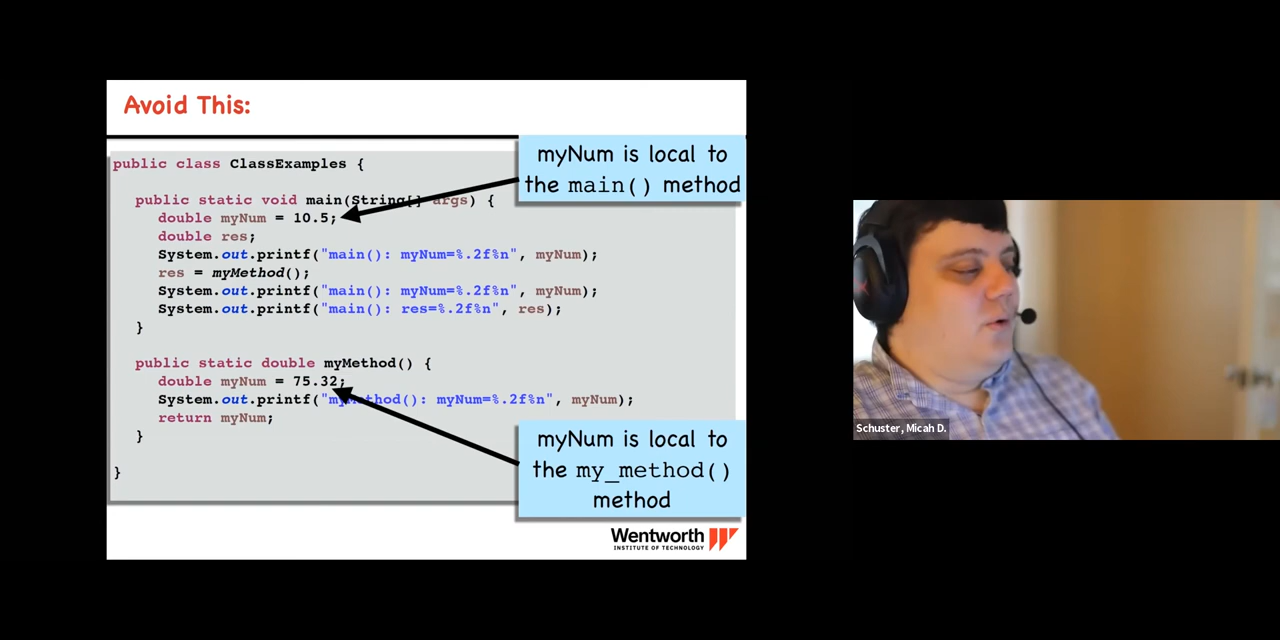 Avoid This:
public class ClassExamples {
public static void main(String[] args) {
double myNum = 10.5;
double res;
System.out.printf("main(): myNum=%.2f%n", myNum);
res = myMethod();
System.out.printf("main(): myNum=%.2f%n", myNum);
System.out.printf("main(): res=%.2f%n", res);
}
public static double myMethod() {
double myNum = 75.32;
System.out.printf("myMethod(): myNum=%.2f%n", myNum);
return myNum;
}
}
myNum is local to
the main() method
myNum is local to
the my_method()
method
Wentworth
INSTITUTE OF TECHNOLOGY
Schuster, Micah D.